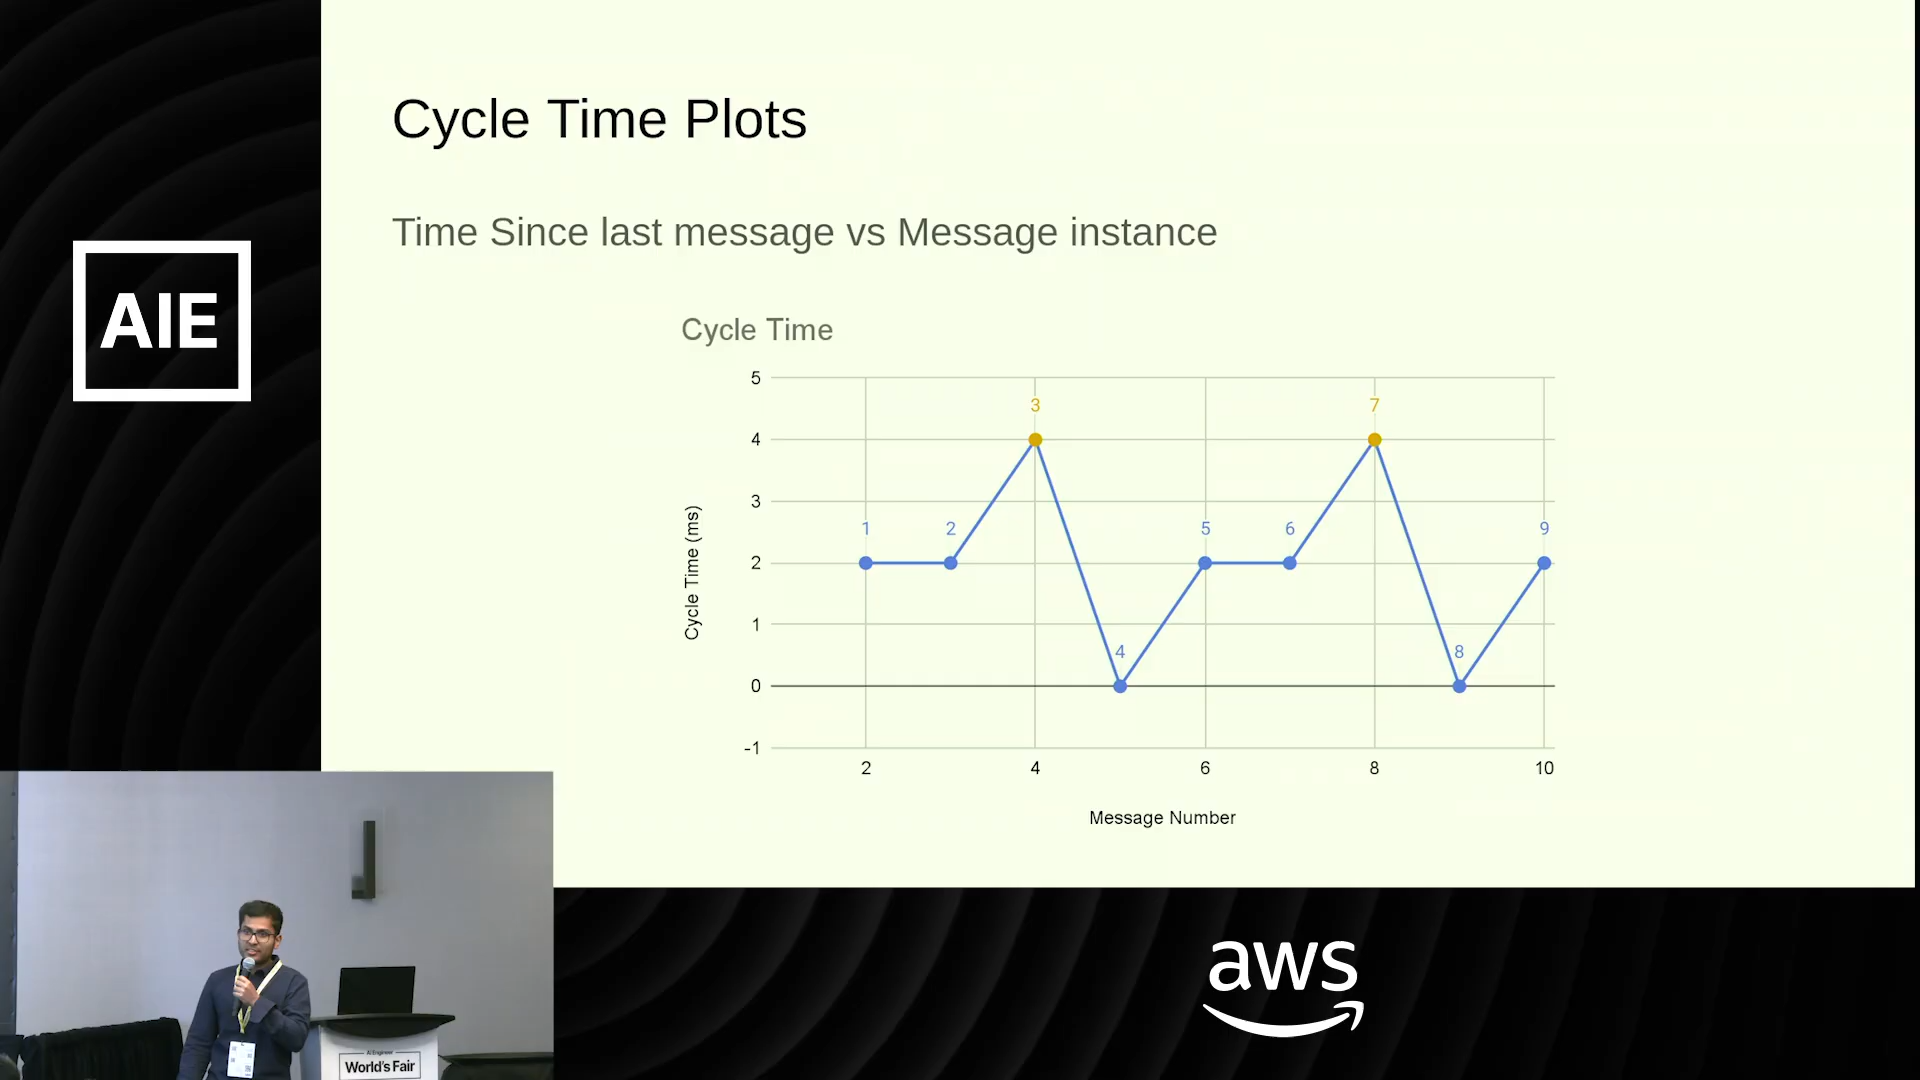 Cycle Time Plots
Time Since last message vs Message instance
AIE
Cycle Time
5
4
3
2
1
0
-1
Cycle Time (ms)
1
2
3
4
5
6
7
8
9
2
4
6
8
10
Message Number
aws
AI Engineer
World's Fair